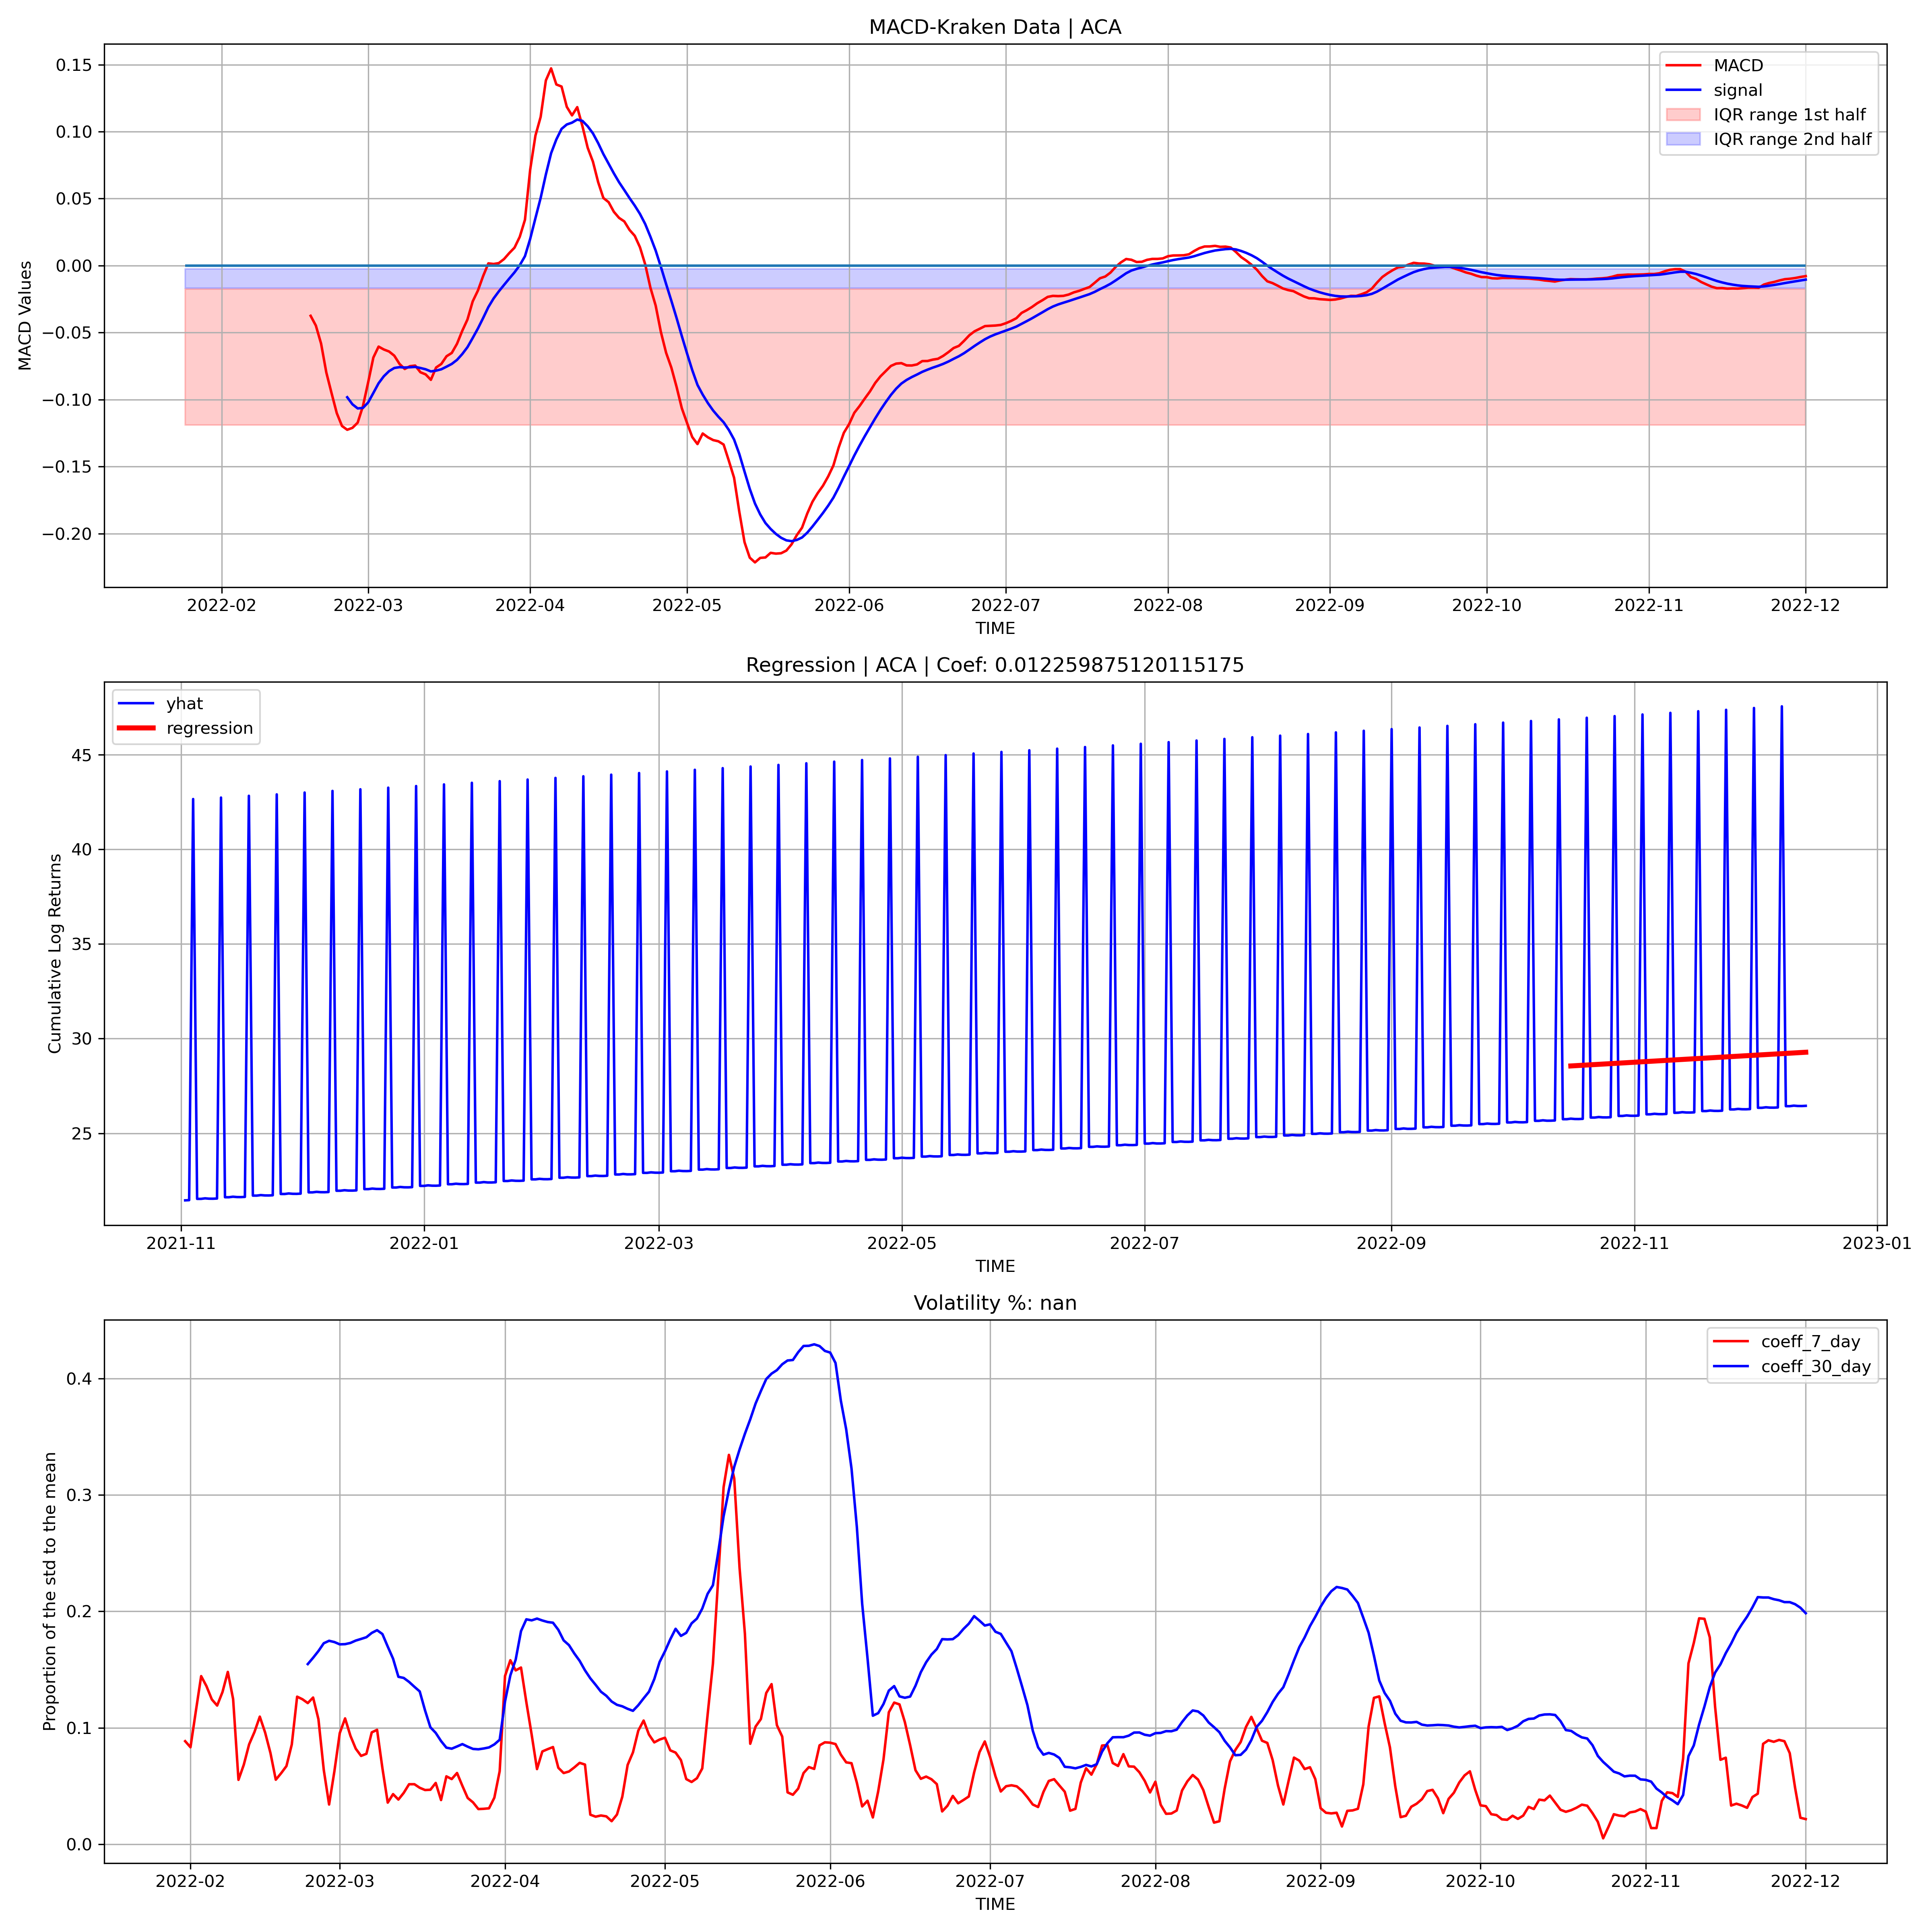 MACD-Kraken Data | ACA
MACD Values
0.15
0.10
0.05
0.00
−0.05
−0.10
−0.15
−0.20
MACD
signal
IQR range 1st half
IQR range 2nd half
2022-02 2022-03 2022-04 2022-05 2022-06 2022-07 2022-08 2022-09 2022-10 2022-11 2022-12
TIME
Regression | ACA | Coef: 0.012259875120115175
Cumulative Log Returns
45
40
35
30
25
yhat
regression
2021-11 2022-01 2022-03 2022-05 2022-07 2022-09 2022-11 2023-01
TIME
Volatility %: nan
Proportion of the std to the mean
0.4
0.3
0.2
0.1
0.0
coeff_7_day
coeff_30_day
2022-02 2022-03 2022-04 2022-05 2022-06 2022-07 2022-08 2022-09 2022-10 2022-11 2022-12
TIME